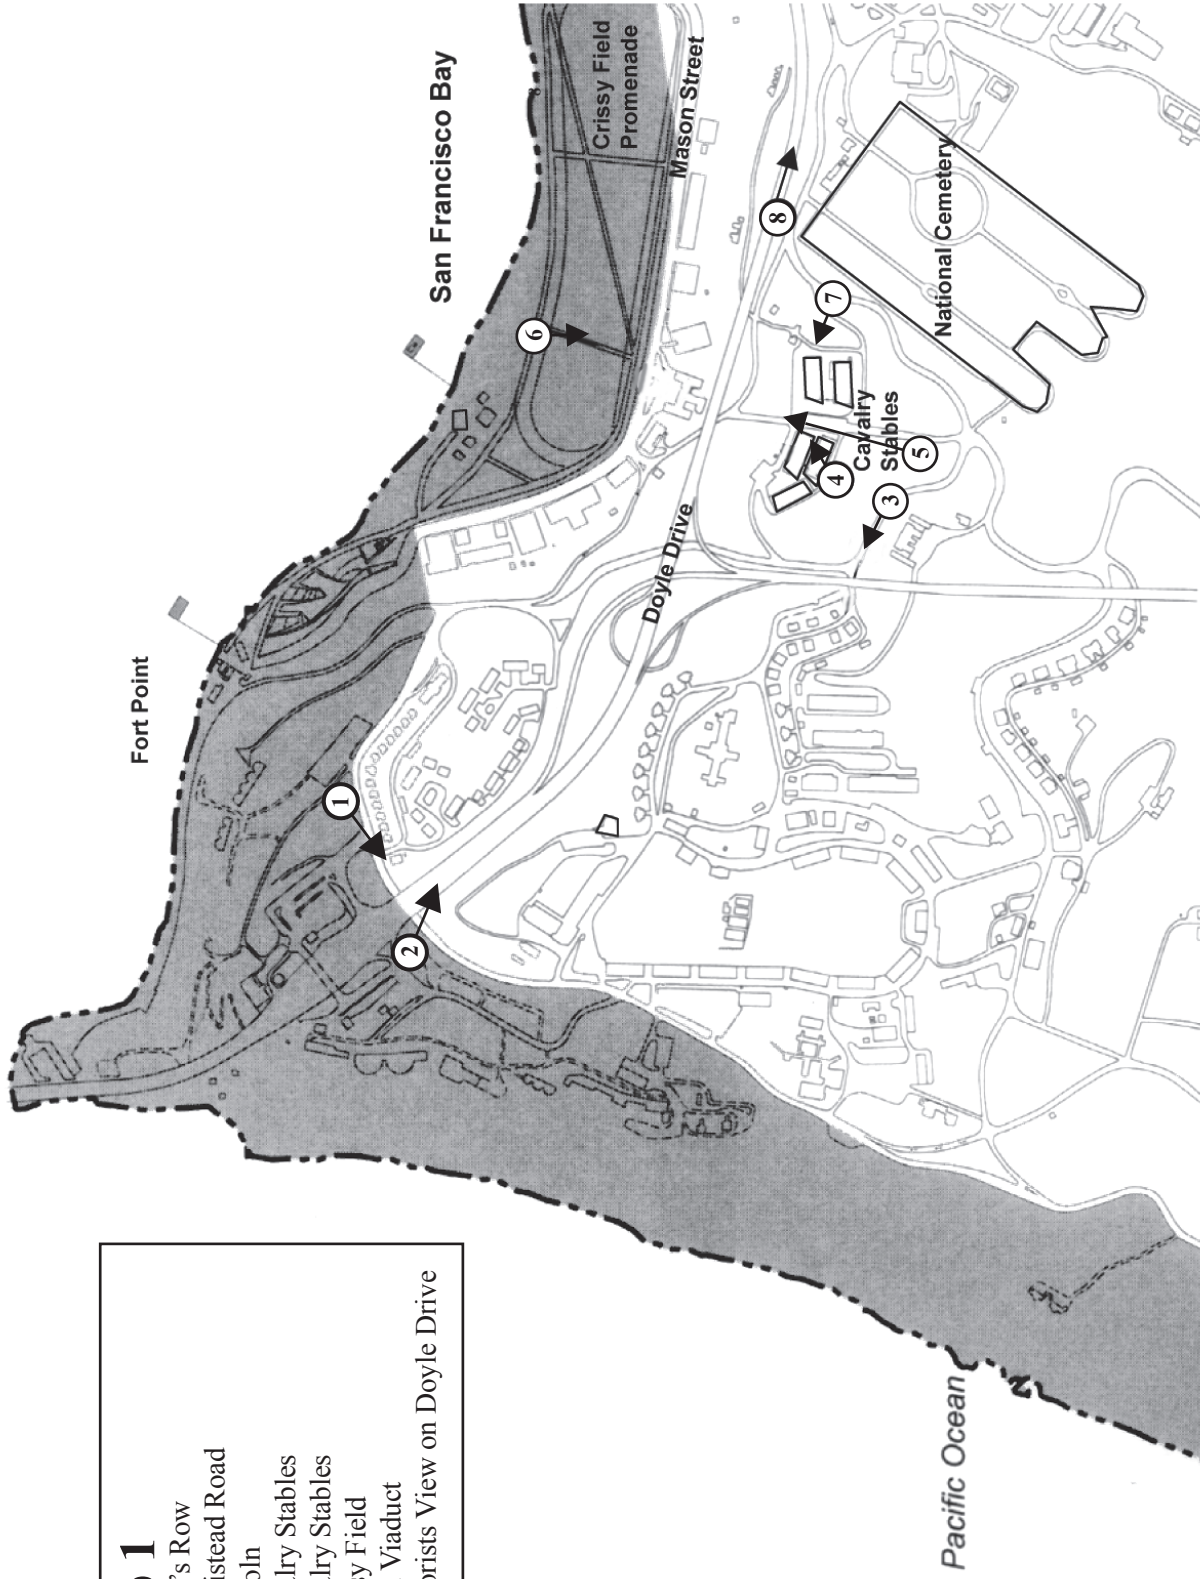 San Francisco Bay
Crissy Field
Promenade
Mason Street
Fort Point
Doyle Drive
National Cemetery
Cavalry
Stables
Pacific Ocean
1
2
3
4
5
6
7
8
1
's Row
istead Road
oln
lry Stables
lry Stables
y Field
Viaduct
orists View on Doyle Drive